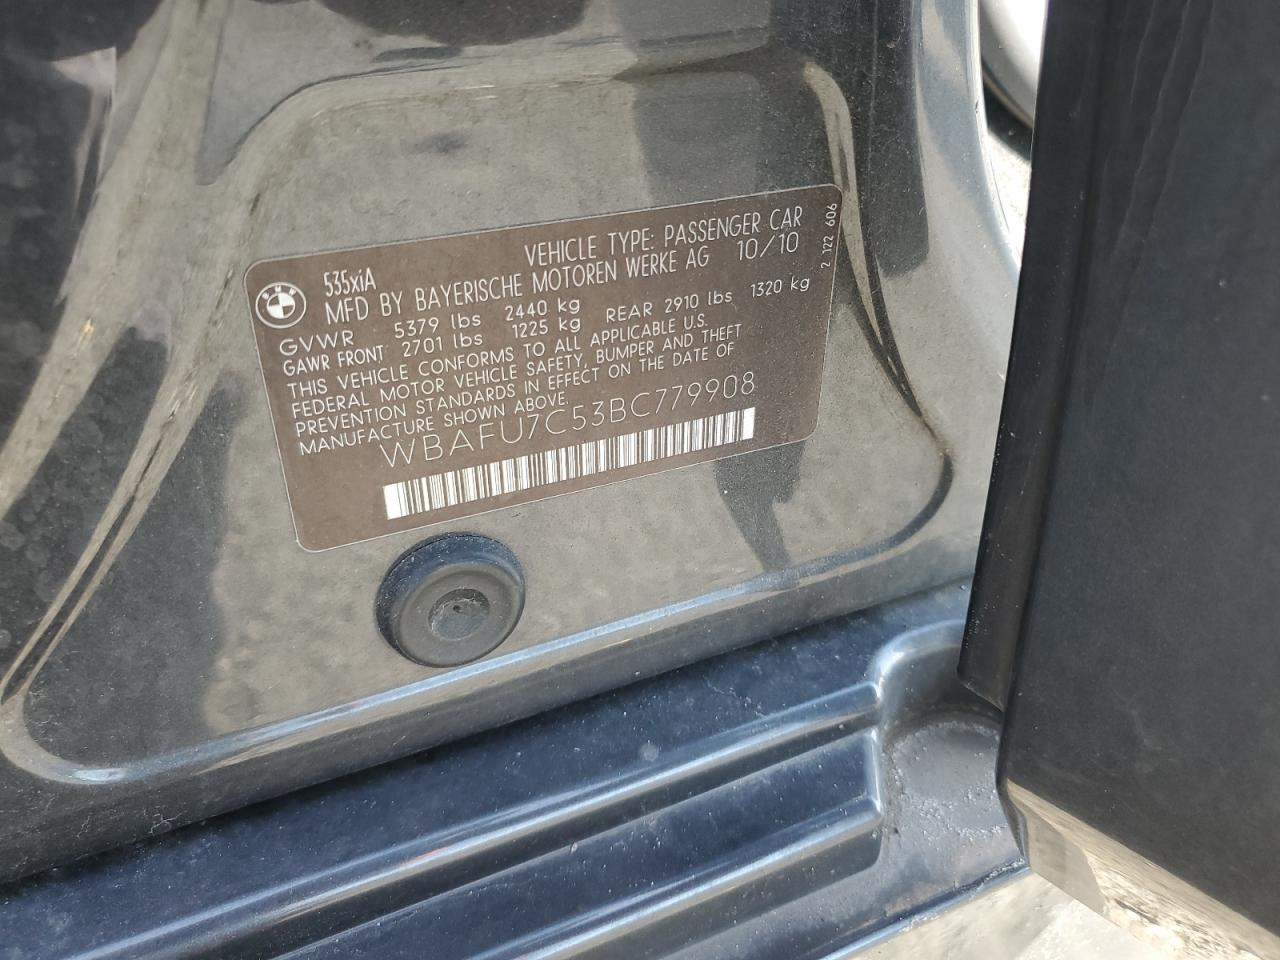 BMW
535xiA
VEHICLE TYPE: PASSENGER CAR
MFD BY BAYERISCHE MOTOREN WERKE AG 10/10
GVWR 5379 lbs 2440 kg
GAWR FRONT 2701 lbs 1225 kg REAR 2910 lbs 1320 kg
THIS VEHICLE CONFORMS TO ALL APPLICABLE U.S.
FEDERAL MOTOR VEHICLE SAFETY, BUMPER AND THEFT
PREVENTION STANDARDS IN EFFECT ON THE DATE OF
MANUFACTURE SHOWN ABOVE.
WBAFU7C53BC779908
2 122 606